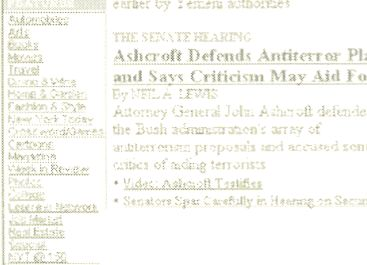 earlier by Yemeni authorities
Automobiles
Arts
Books
Movies
Travel
Dining & Wine
Home & Garden
Fashion & Style
New York Today
Crossword/Games
Cartoons
Magazine
Week in Review
Photos
College
Learning Network
Job Market
Real Estate
THE SENATE HEARING
Ashcroft Defends Antiterror Pla
and Says Criticism May Aid Fo
By NEIL A. LEWIS
Attorney General John Ashcroft defende
the Bush administration's array of
antiterrorism proposals and accused som
critics of aiding terrorists
• Video: Ashcroft Testifies
• Senators Spar Carefully in Hearing on Secur